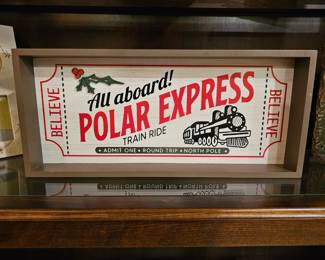 BELIEVE
All aboard!
POLAR EXPRESS
TRAIN RIDE
• ADMIT ONE • ROUND TRIP • NORTH POLE •
BELIEVE